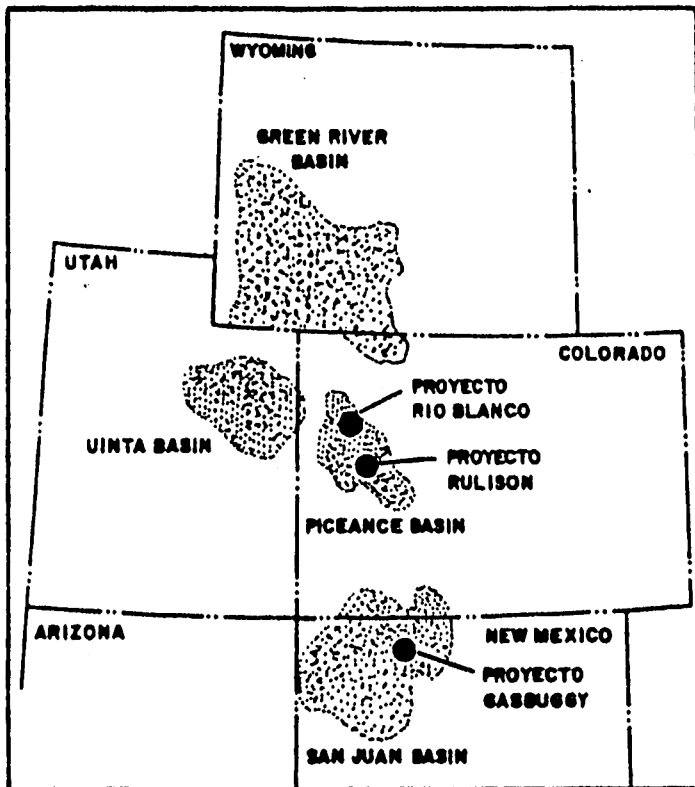 WYOMING
GREEN RIVER
BASIN
UTAH
COLORADO
PROYECTO
RIO BLANCO
UINTA BASIN
PROYECTO
RULISON
PICEANCE BASIN
ARIZONA
NEW MEXICO
PROYECTO
GASBUGGY
SAN JUAN BASIN